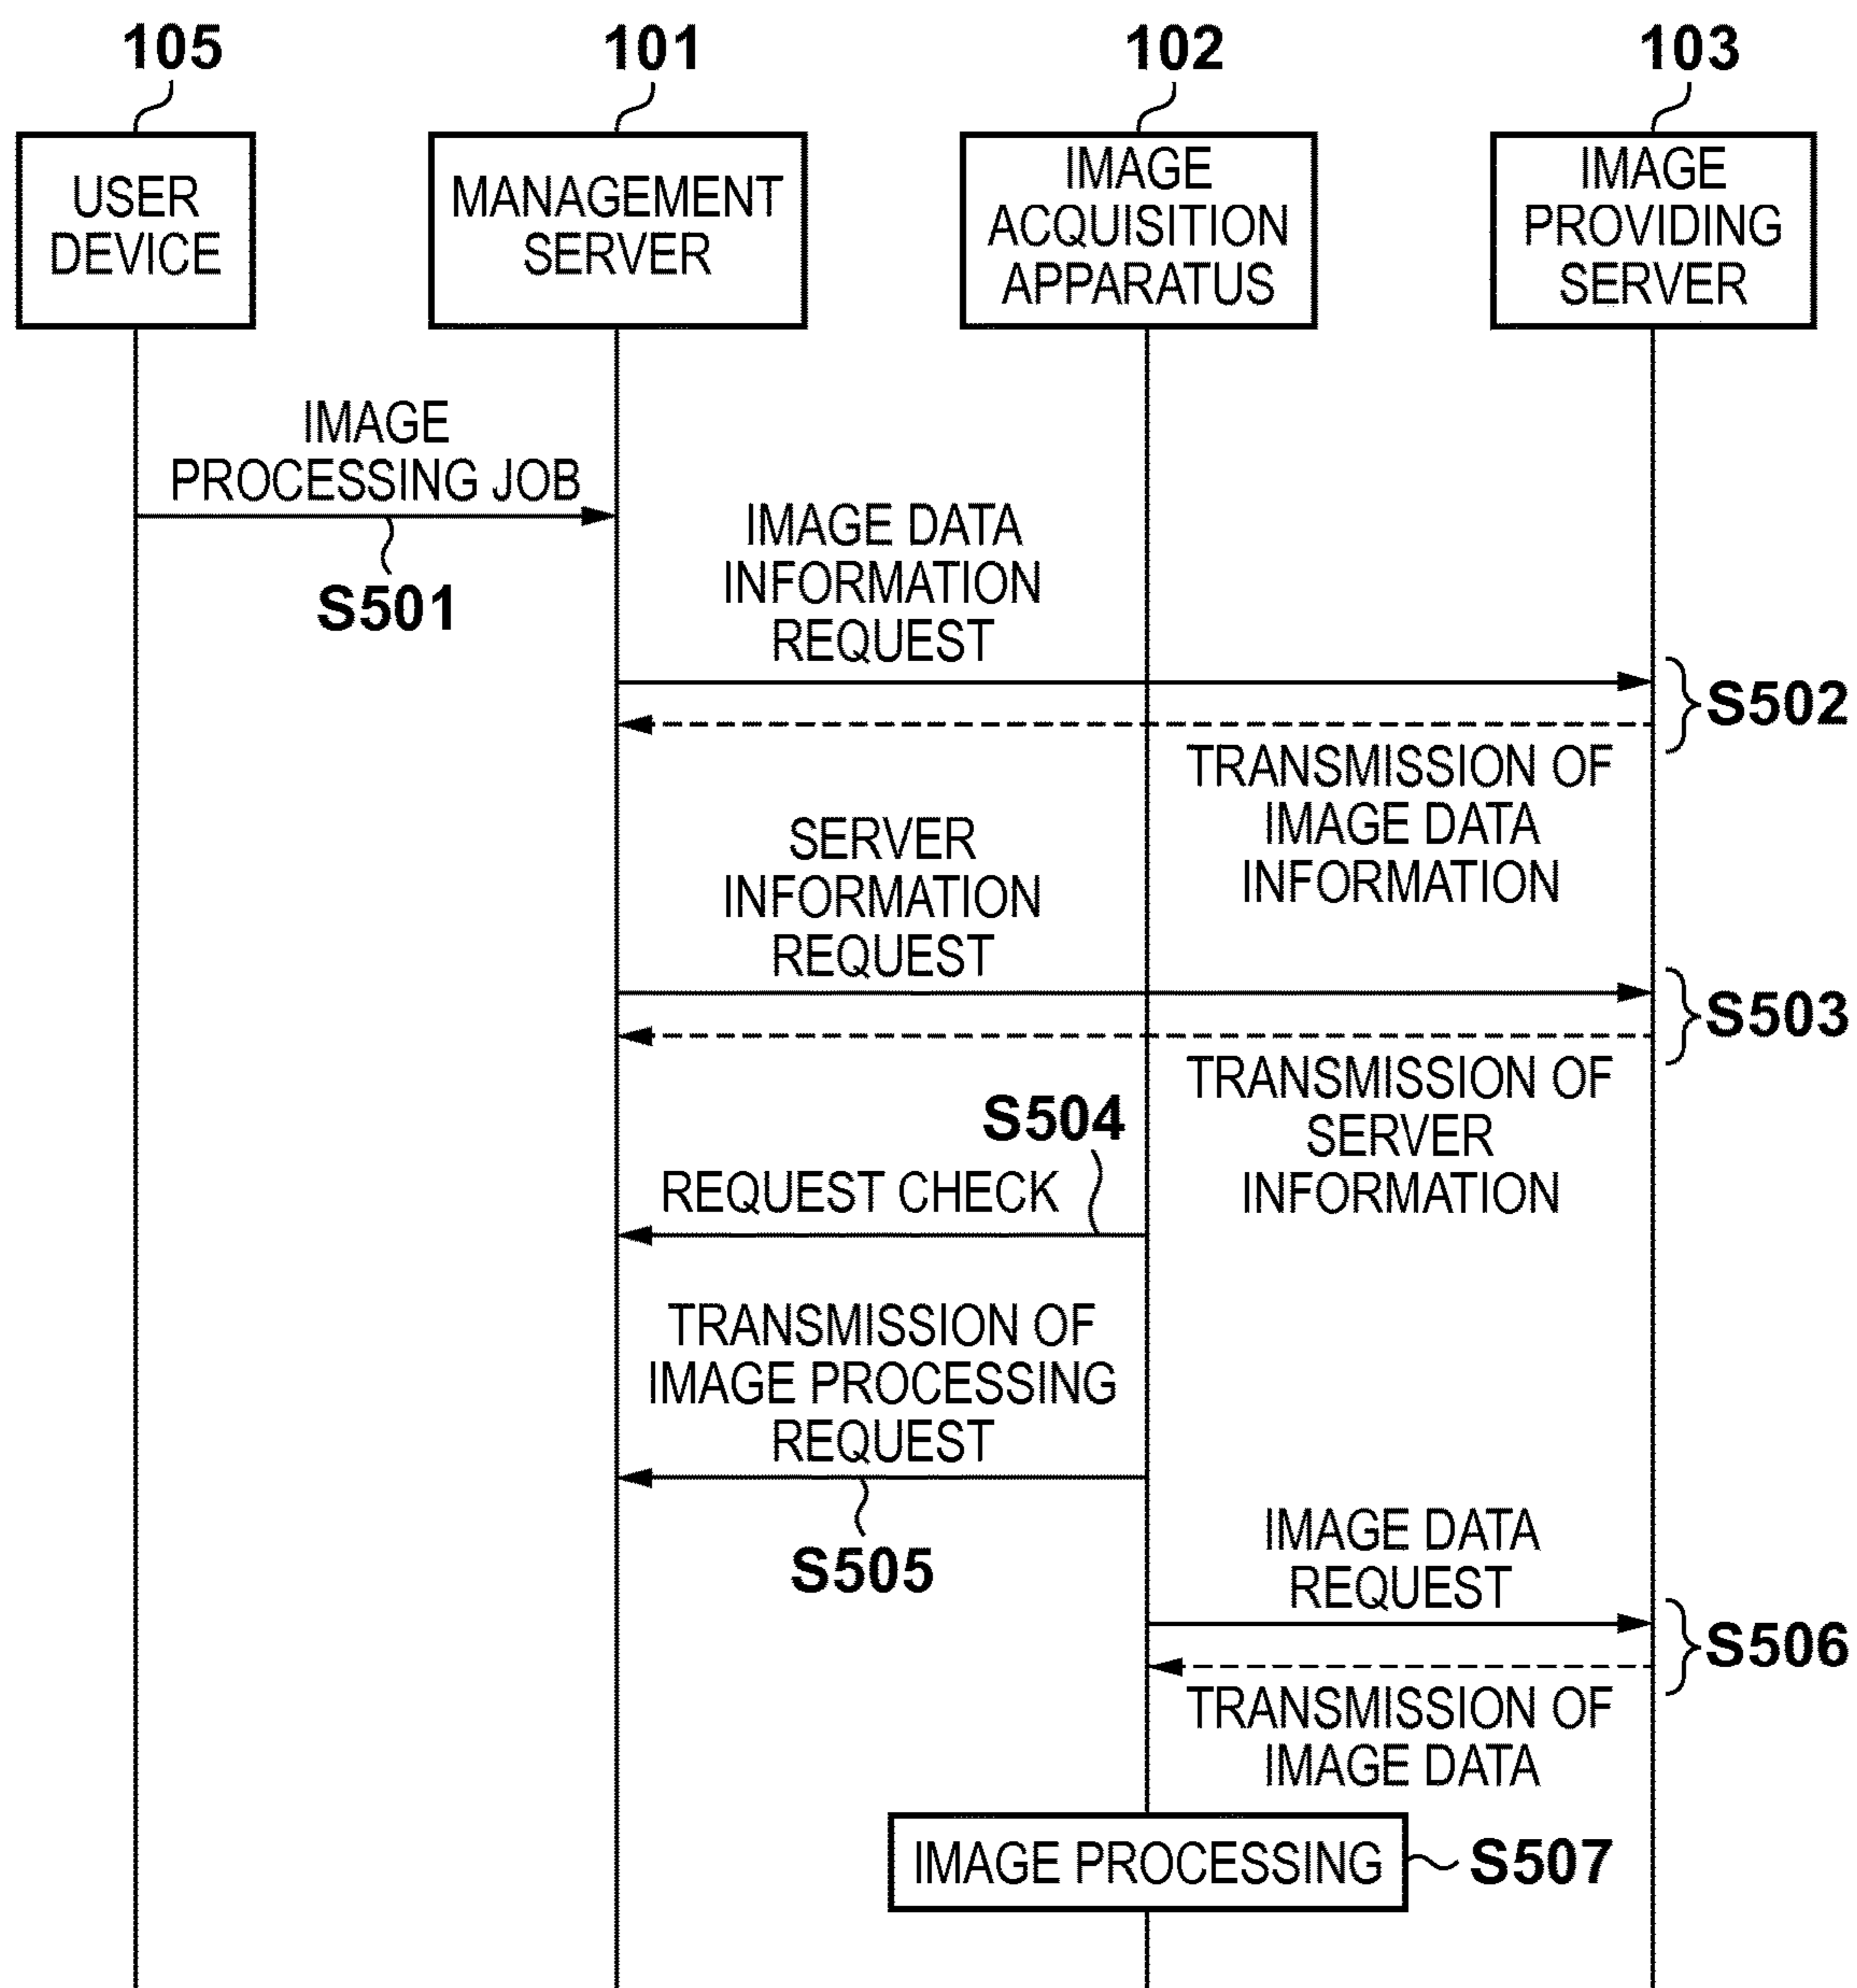 105
101
102
103
USER
DEVICE
MANAGEMENT
SERVER
IMAGE
ACQUISITION
APPARATUS
IMAGE
PROVIDING
SERVER
IMAGE
PROCESSING JOB
S501
IMAGE DATA
INFORMATION
REQUEST
S502
TRANSMISSION OF
IMAGE DATA
INFORMATION
SERVER
INFORMATION
REQUEST
S503
TRANSMISSION OF
SERVER
INFORMATION
S504
REQUEST CHECK
TRANSMISSION OF
IMAGE PROCESSING
REQUEST
S505
IMAGE DATA
REQUEST
S506
TRANSMISSION OF
IMAGE DATA
IMAGE PROCESSING
S507